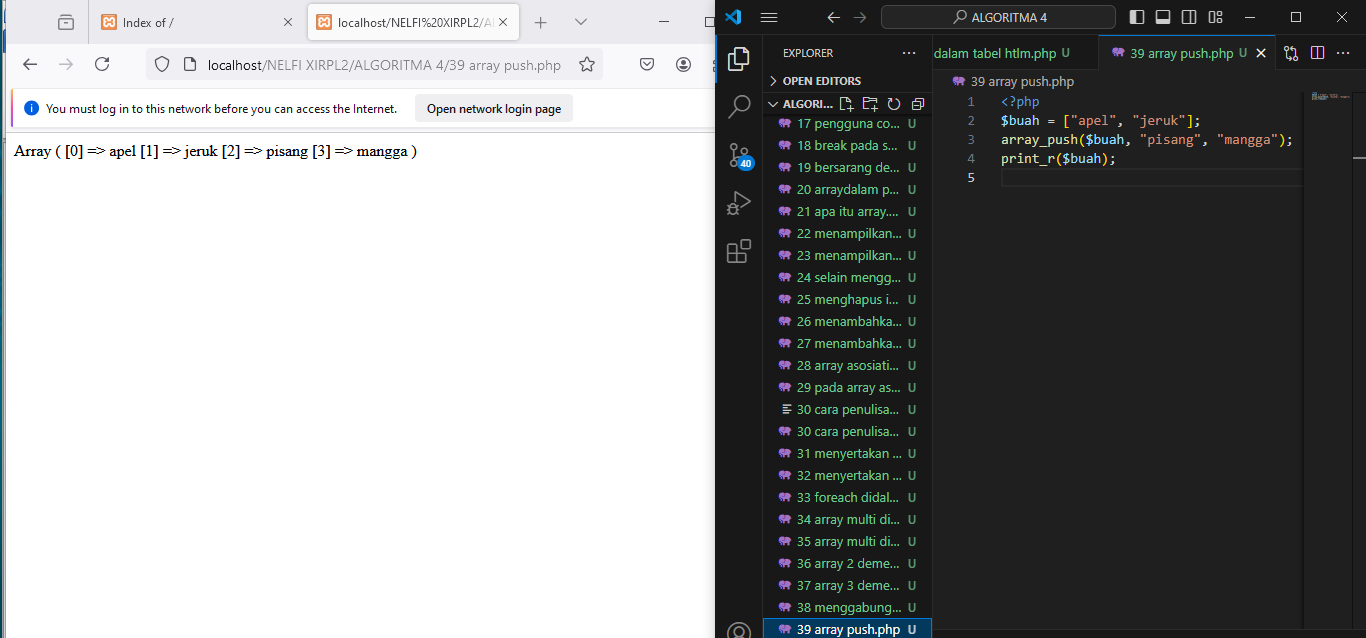 Index of /
localhost/NELFI%20XIRPL2/AL
localhost/NELFI XIRPL2/ALGORITMA 4/39 array push.php
You must log in to this network before you can access the Internet.
Open network login page
Array ( [0] => apel [1] => jeruk [2] => pisang [3] => mangga )
ALGORITMA 4
EXPLORER
OPEN EDITORS
ALGORI...
17 pengguna co... U
18 break pada s... U
19 bersarang de... U
20 arraydalam p... U
21 apa itu array.... U
22 menampilkan... U
23 menampilkan... U
24 selain mengg... U
25 menghapus i... U
26 menambahka... U
27 menambahka... U
28 array asosiati... U
29 pada array as... U
30 cara penulisa... U
30 cara penulisa... U
31 menyertakan ... U
32 menyertakan ... U
33 foreach didal... U
34 array multi di... U
35 array multi di... U
36 array 2 deme... U
37 array 3 deme... U
38 menggabung... U
39 array push.php U
40
dalam tabel htlm.php U
39 array push.php U
39 array push.php
1 <?php
2 $buah = ["apel", "jeruk"];
3 array_push($buah, "pisang", "mangga");
4 print_r($buah);
5